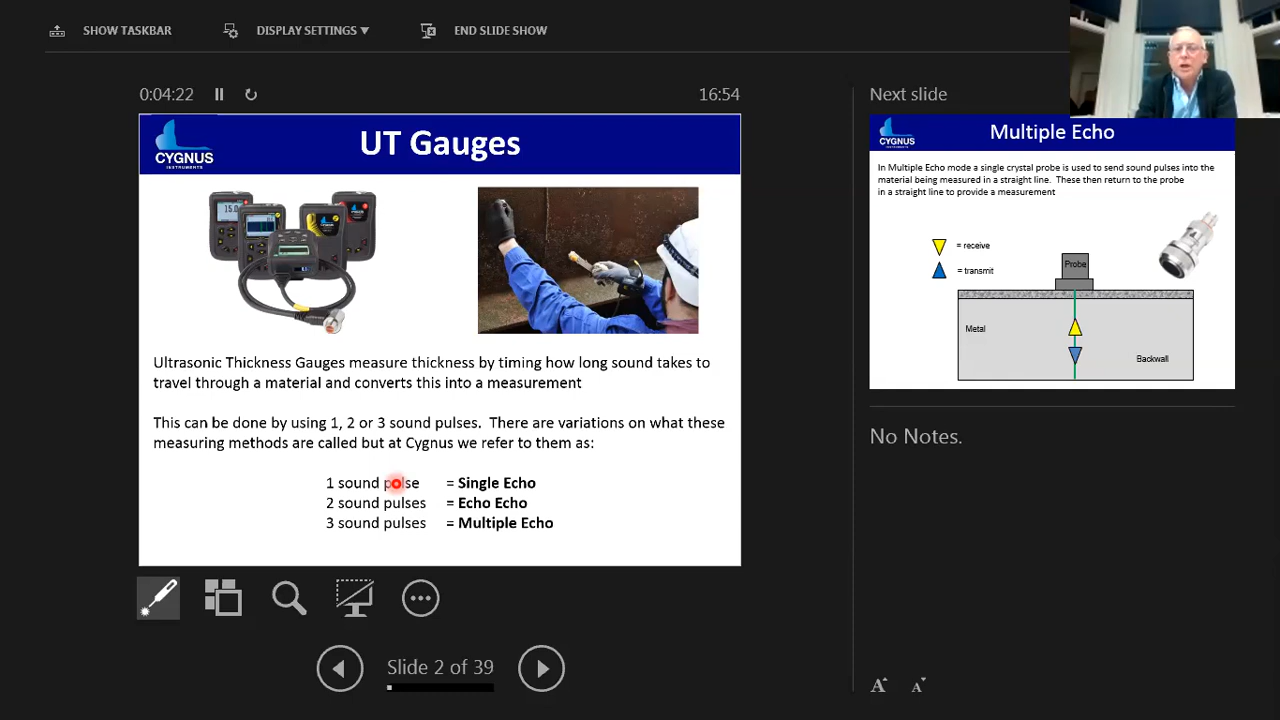 SHOW TASKBAR
DISPLAY SETTINGS
END SLIDE SHOW
0:04:22
16:54
CYGNUS
INSTRUMENTS
UT Gauges
Ultrasonic Thickness Gauges measure thickness by timing how long sound takes to
travel through a material and converts this into a measurement
This can be done by using 1, 2 or 3 sound pulses. There are variations on what these
measuring methods are called but at Cygnus we refer to them as:
1 sound pulse = Single Echo
2 sound pulses = Echo Echo
3 sound pulses = Multiple Echo
Slide 2 of 39
Next slide
CYGNUS
INSTRUMENTS
Multiple Echo
In Multiple Echo mode a single crystal probe is used to send sound pulses into the
material being measured in a straight line. These then return to the probe
in a straight line to provide a measurement
= receive
= transmit
Probe
Metal
Backwall
No Notes.
A A